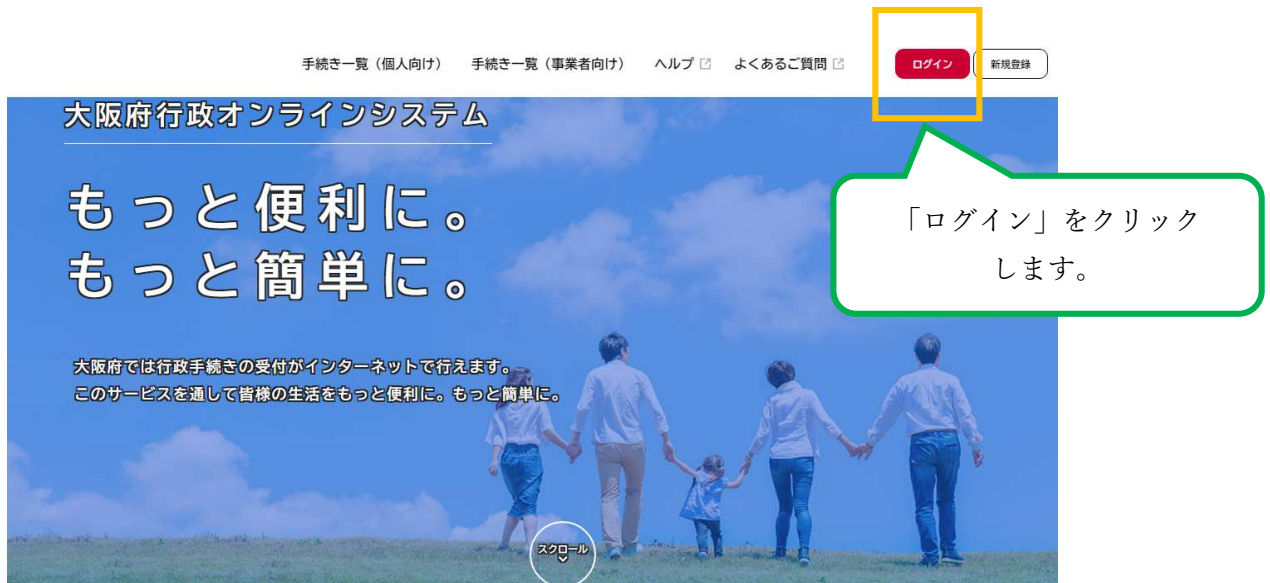 手続き一覧（個人向け） 手続き一覧（事業者向け） ヘルプ よくあるご質問 ログイン 新規登録
大阪府行政オンラインシステム
もっと便利に。
もっと簡単に。
「ログイン」をクリック
します。
大阪府では行政手続きの受付がインターネットで行えます。
このサービスを通して皆様の生活をもっと便利に。もっと簡単に。
スクロール